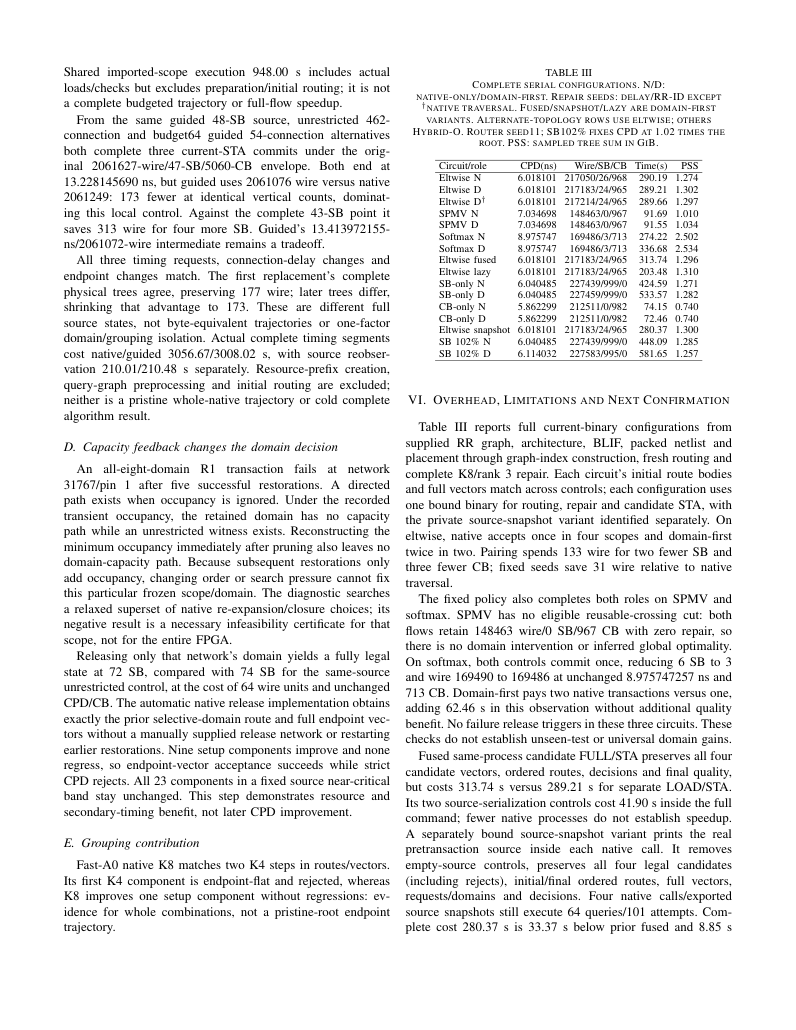 Shared imported-scope execution 948.00 s includes actual
loads/checks but excludes preparation/initial routing; it is not
a complete budgeted trajectory or full-flow speedup.
From the same guided 48-SB source, unrestricted 462-
connection and budget64 guided 54-connection alternatives
both complete three current-STA commits under the orig-
inal 2061627-wire/47-SB/5060-CB envelope. Both end at
13.228145690 ns, but guided uses 2061076 wire versus native
2061249: 173 fewer at identical vertical counts, dominat-
ing this local control. Against the complete 43-SB point it
saves 313 wire for four more SB. Guided's 13.413972155-
ns/2061072-wire intermediate remains a tradeoff.
All three timing requests, connection-delay changes and
endpoint changes match. The first replacement's complete
physical trees agree, preserving 177 wire; later trees differ,
shrinking that advantage to 173. These are different full
source states, not byte-equivalent trajectories or one-factor
domain/grouping isolation. Actual complete timing segments
cost native/guided 3056.67/3008.02 s, with source reobser-
vation 210.01/210.48 s separately. Resource-prefix creation,
query-graph preprocessing and initial routing are excluded;
neither is a pristine whole-native trajectory or cold complete
algorithm result.
D. Capacity feedback changes the domain decision
An all-eight-domain R1 transaction fails at network
31767/pin 1 after five successful restorations. A directed
path exists when occupancy is ignored. Under the recorded
transient occupancy, the retained domain has no capacity
path while an unrestricted witness exists. Reconstructing the
minimum occupancy immediately after pruning also leaves no
domain-capacity path. Because subsequent restorations only
add occupancy, changing order or search pressure cannot fix
this particular frozen scope/domain. The diagnostic searches
a relaxed superset of native re-expansion/closure choices; its
negative result is a necessary infeasibility certificate for that
scope, not for the entire FPGA.
Releasing only that network's domain yields a fully legal
state at 72 SB, compared with 74 SB for the same-source
unrestricted control, at the cost of 64 wire units and unchanged
CPD/CB. The automatic native release implementation obtains
exactly the prior selective-domain route and full endpoint vec-
tors without a manually supplied release network or restarting
earlier restorations. Nine setup components improve and none
regress, so endpoint-vector acceptance succeeds while strict
CPD rejects. All 23 components in a fixed source near-critical
band stay unchanged. This step demonstrates resource and
secondary-timing benefit, not later CPD improvement.
E. Grouping contribution
Fast-A0 native K8 matches two K4 steps in routes/vectors.
Its first K4 component is endpoint-flat and rejected, whereas
K8 improves one setup component without regressions: ev-
idence for whole combinations, not a pristine-root endpoint
trajectory.
TABLE III
COMPLETE SERIAL CONFIGURATIONS. N/D:
NATIVE-ONLY/DOMAIN-FIRST. REPAIR SEEDS: DELAY/RR-ID EXCEPT
†NATIVE TRAVERSAL. FUSED/SNAPSHOT/LAZY ARE DOMAIN-FIRST
VARIANTS. ALTERNATE-TOPOLOGY ROWS USE ELTWISE; OTHERS
HYBRID-O. ROUTER SEED11; SB102% FIXES CPD AT 1.02 TIMES THE
ROOT. PSS: SAMPLED TREE SUM IN GIB.
Circuit/role CPD(ns) Wire/SB/CB Time(s) PSS
Eltwise N 6.018101 217050/26/968 290.19 1.274
Eltwise D 6.018101 217183/24/965 289.21 1.302
Eltwise D† 6.018101 217214/24/965 289.66 1.297
SPMV N 7.034698 148463/0/967 91.69 1.010
SPMV D 7.034698 148463/0/967 91.55 1.034
Softmax N 8.975747 169486/3/713 274.22 2.502
Softmax D 8.975747 169486/3/713 336.68 2.534
Eltwise fused 6.018101 217183/24/965 313.74 1.296
Eltwise lazy 6.018101 217183/24/965 203.48 1.310
SB-only N 6.040485 227439/999/0 424.59 1.271
SB-only D 6.040485 227459/999/0 533.57 1.282
CB-only N 5.862299 212511/0/982 74.15 0.740
CB-only D 5.862299 212511/0/982 72.46 0.740
Eltwise snapshot 6.018101 217183/24/965 280.37 1.300
SB 102% N 6.040485 227439/999/0 448.09 1.285
SB 102% D 6.114032 227583/995/0 581.65 1.257
VI. OVERHEAD, LIMITATIONS AND NEXT CONFIRMATION
Table III reports full current-binary configurations from
supplied RR graph, architecture, BLIF, packed netlist and
placement through graph-index construction, fresh routing and
complete K8/rank 3 repair. Each circuit's initial route bodies
and full vectors match across controls; each configuration uses
one bound binary for routing, repair and candidate STA, with
the private source-snapshot variant identified separately. On
eltwise, native accepts once in four scopes and domain-first
twice in two. Pairing spends 133 wire for two fewer SB and
three fewer CB; fixed seeds save 31 wire relative to native
traversal.
The fixed policy also completes both roles on SPMV and
softmax. SPMV has no eligible reusable-crossing cut: both
flows retain 148463 wire/0 SB/967 CB with zero repair, so
there is no domain intervention or inferred global optimality.
On softmax, both controls commit once, reducing 6 SB to 3
and wire 169490 to 169486 at unchanged 8.975747257 ns and
713 CB. Domain-first pays two native transactions versus one,
adding 62.46 s in this observation without additional quality
benefit. No failure release triggers in these three circuits. These
checks do not establish unseen-test or universal domain gains.
Fused same-process candidate FULL/STA preserves all four
candidate vectors, ordered routes, decisions and final quality,
but costs 313.74 s versus 289.21 s for separate LOAD/STA.
Its two source-serialization controls cost 41.90 s inside the full
command; fewer native processes do not establish speedup.
A separately bound source-snapshot variant prints the real
pretransaction source inside each native call. It removes
empty-source controls, preserves all four legal candidates
(including rejects), initial/final ordered routes, full vectors,
requests/domains and decisions. Four native calls/exported
source snapshots still execute 64 queries/101 attempts. Com-
plete cost 280.37 s is 33.37 s below prior fused and 8.85 s